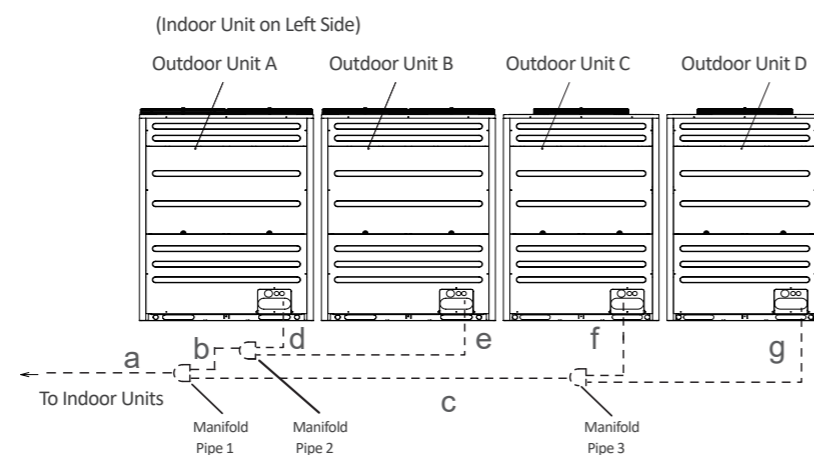 (Indoor Unit on Left Side)
Outdoor Unit A
Outdoor Unit B
Outdoor Unit C
Outdoor Unit D
a
b
d
e
f
g
c
To Indoor Units
Manifold
Pipe 1
Manifold
Pipe 2
Manifold
Pipe 3